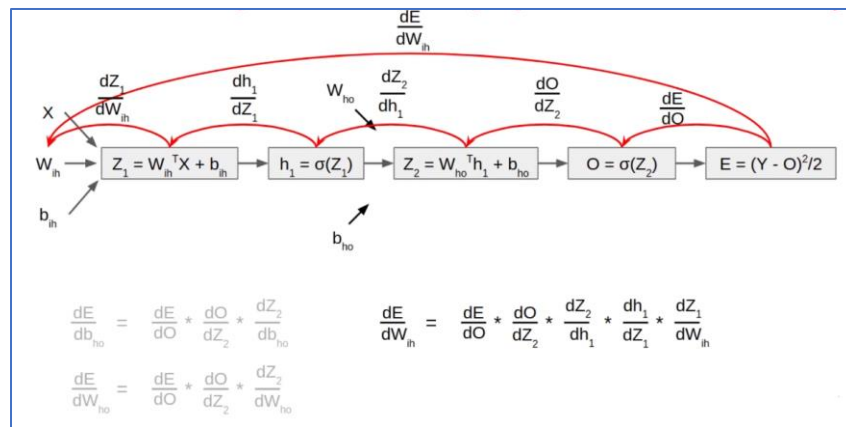 dE/dW_ih
dZ_1/dW_ih dh_1/dZ_1 W_ho dZ_2/dh_1 dO/dZ_2 dE/dO
X
W_ih Z_1 = W_ih^T X + b_ih h_1 = σ(Z_1) Z_2 = W_ho^T h_1 + b_ho O = σ(Z_2) E = (Y - O)^2/2
b_ih
b_ho
dE/db_ho = dE/dO * dO/dZ_2 * dZ_2/db_ho
dE/dW_ih = dE/dO * dO/dZ_2 * dZ_2/dh_1 * dh_1/dZ_1 * dZ_1/dW_ih
dE/dW_ho = dE/dO * dO/dZ_2 * dZ_2/dW_ho